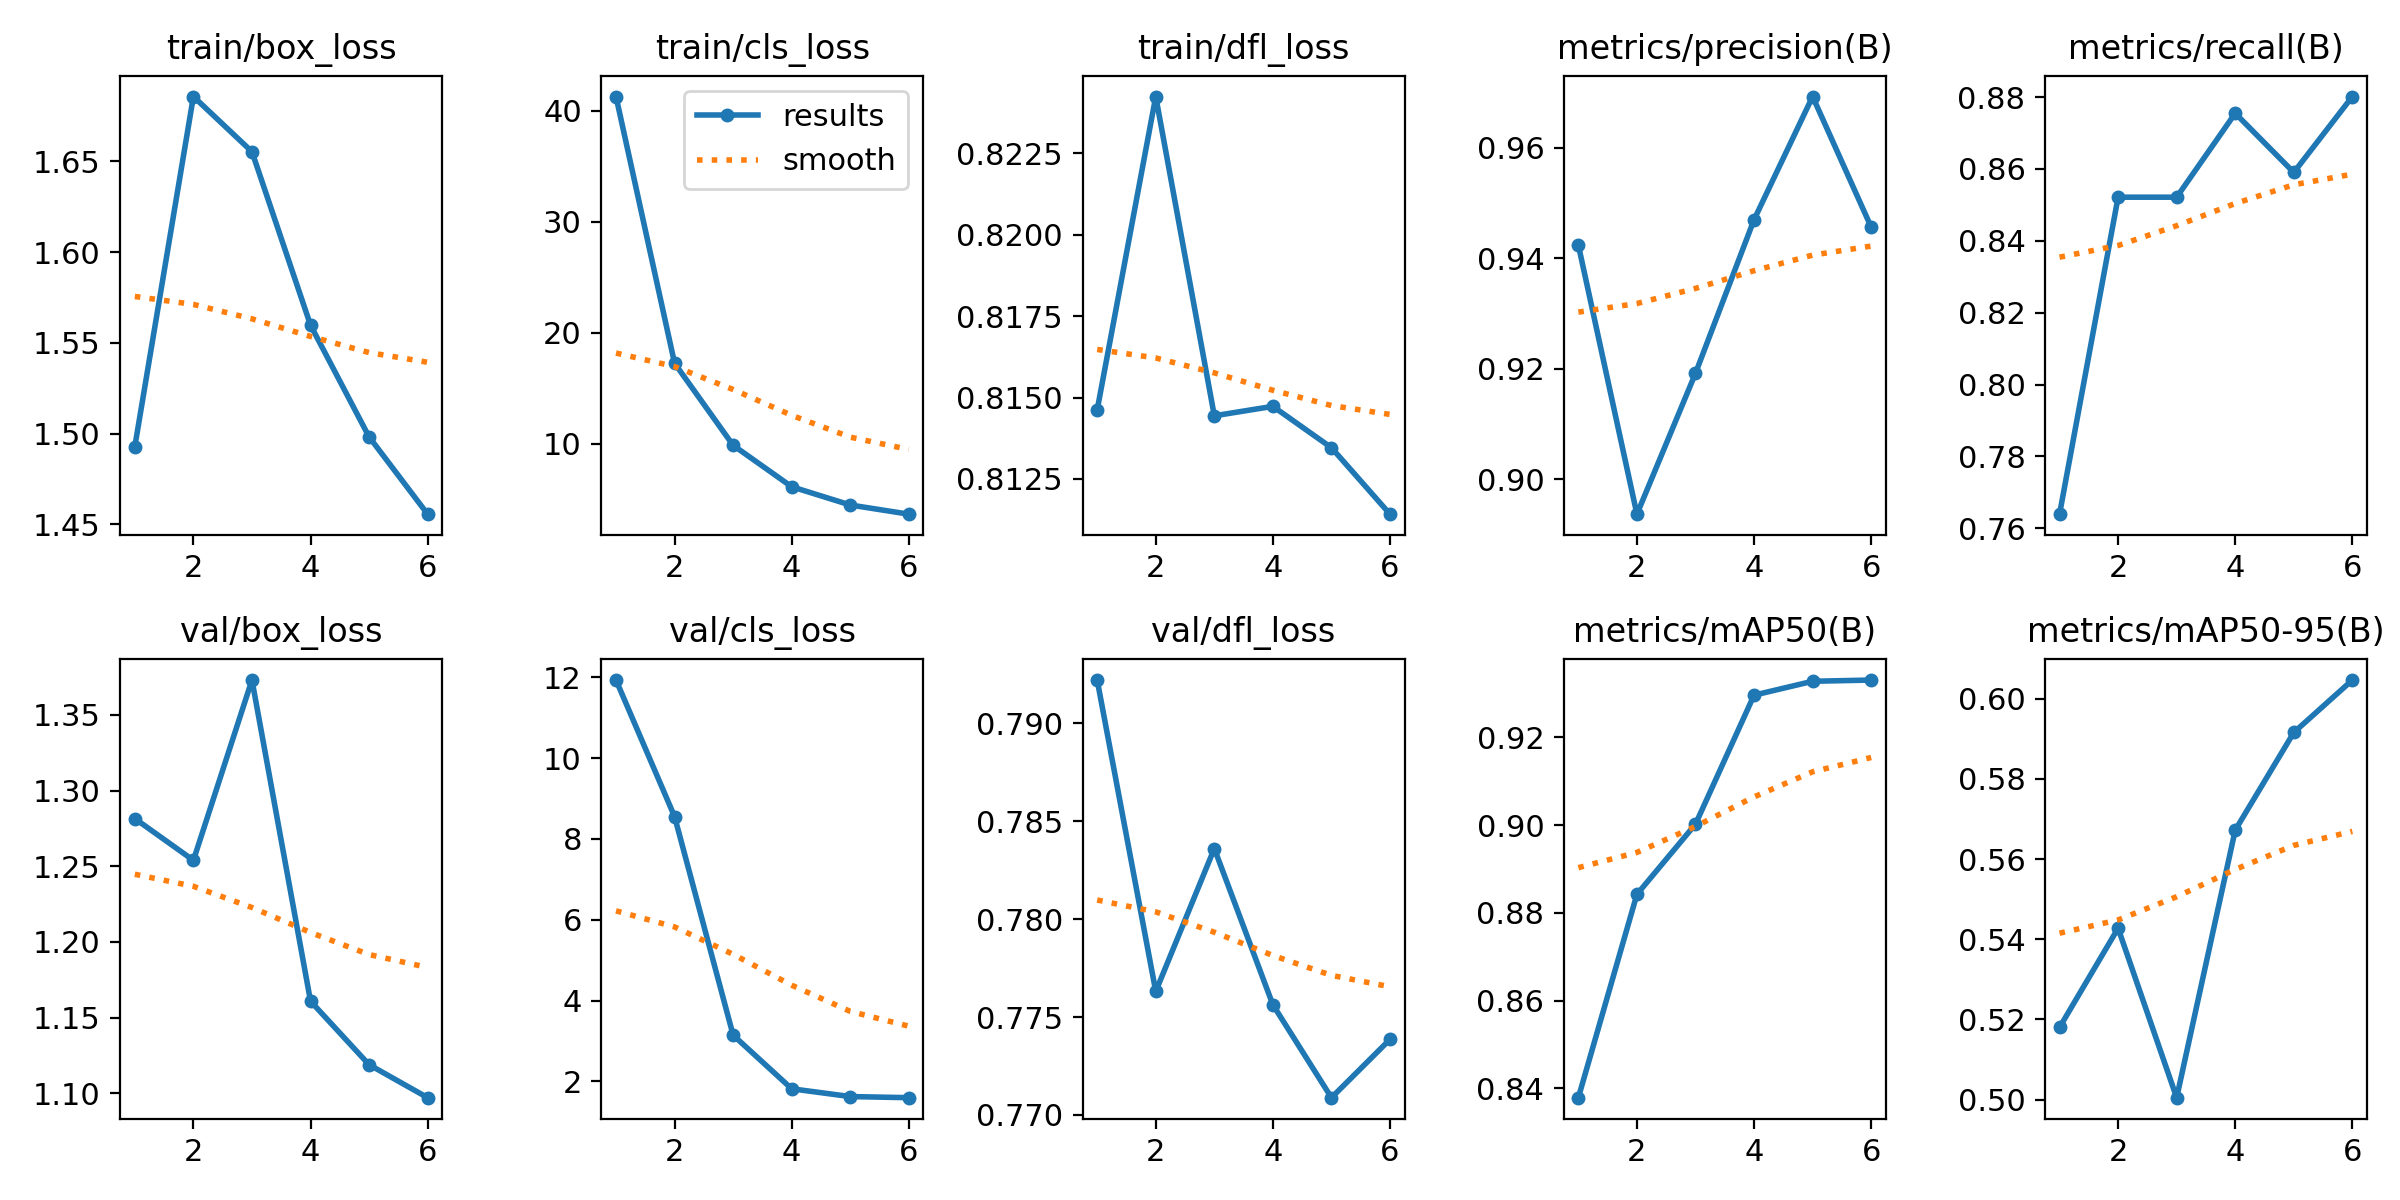 train/box_loss
1.65
1.60
1.55
1.50
1.45
2 4 6
train/cls_loss
results
smooth
40
30
20
10
2 4 6
train/dfl_loss
0.8225
0.8200
0.8175
0.8150
0.8125
2 4 6
metrics/precision(B)
0.96
0.94
0.92
0.90
2 4 6
metrics/recall(B)
0.88
0.86
0.84
0.82
0.80
0.78
0.76
2 4 6
val/box_loss
1.35
1.30
1.25
1.20
1.15
1.10
2 4 6
val/cls_loss
12
10
8
6
4
2
2 4 6
val/dfl_loss
0.790
0.785
0.780
0.775
0.770
2 4 6
metrics/mAP50(B)
0.92
0.90
0.88
0.86
0.84
2 4 6
metrics/mAP50-95(B)
0.60
0.58
0.56
0.54
0.52
0.50
2 4 6